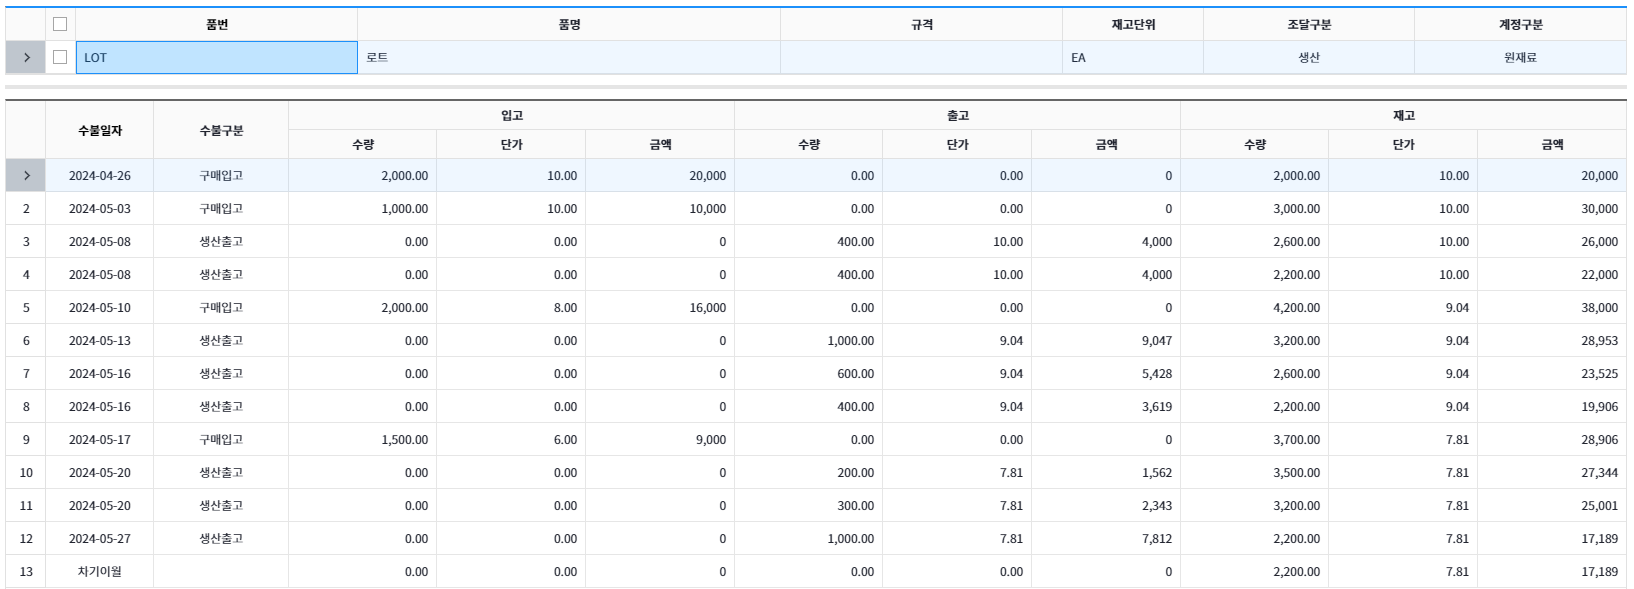 품번 품명 규격 재고단위 조달구분 계정구분
LOT 로트 EA 생산 원재료
수불일자 수불구분 입고 출고 재고
수량 단가 금액 수량 단가 금액 수량 단가 금액
2024-04-26 구매입고 2,000.00 10.00 20,000 0.00 0.00 0 2,000.00 10.00 20,000
2 2024-05-03 구매입고 1,000.00 10.00 10,000 0.00 0.00 0 3,000.00 10.00 30,000
3 2024-05-08 생산출고 0.00 0.00 0 400.00 10.00 4,000 2,600.00 10.00 26,000
4 2024-05-08 생산출고 0.00 0.00 0 400.00 10.00 4,000 2,200.00 10.00 22,000
5 2024-05-10 구매입고 2,000.00 8.00 16,000 0.00 0.00 0 4,200.00 9.04 38,000
6 2024-05-13 생산출고 0.00 0.00 0 1,000.00 9.04 9,047 3,200.00 9.04 28,953
7 2024-05-16 생산출고 0.00 0.00 0 600.00 9.04 5,428 2,600.00 9.04 23,525
8 2024-05-16 생산출고 0.00 0.00 0 400.00 9.04 3,619 2,200.00 9.04 19,906
9 2024-05-17 구매입고 1,500.00 6.00 9,000 0.00 0.00 0 3,700.00 7.81 28,906
10 2024-05-20 생산출고 0.00 0.00 0 200.00 7.81 1,562 3,500.00 7.81 27,344
11 2024-05-20 생산출고 0.00 0.00 0 300.00 7.81 2,343 3,200.00 7.81 25,001
12 2024-05-27 생산출고 0.00 0.00 0 1,000.00 7.81 7,812 2,200.00 7.81 17,189
13 차기이월 0.00 0.00 0 0.00 0.00 0 2,200.00 7.81 17,189